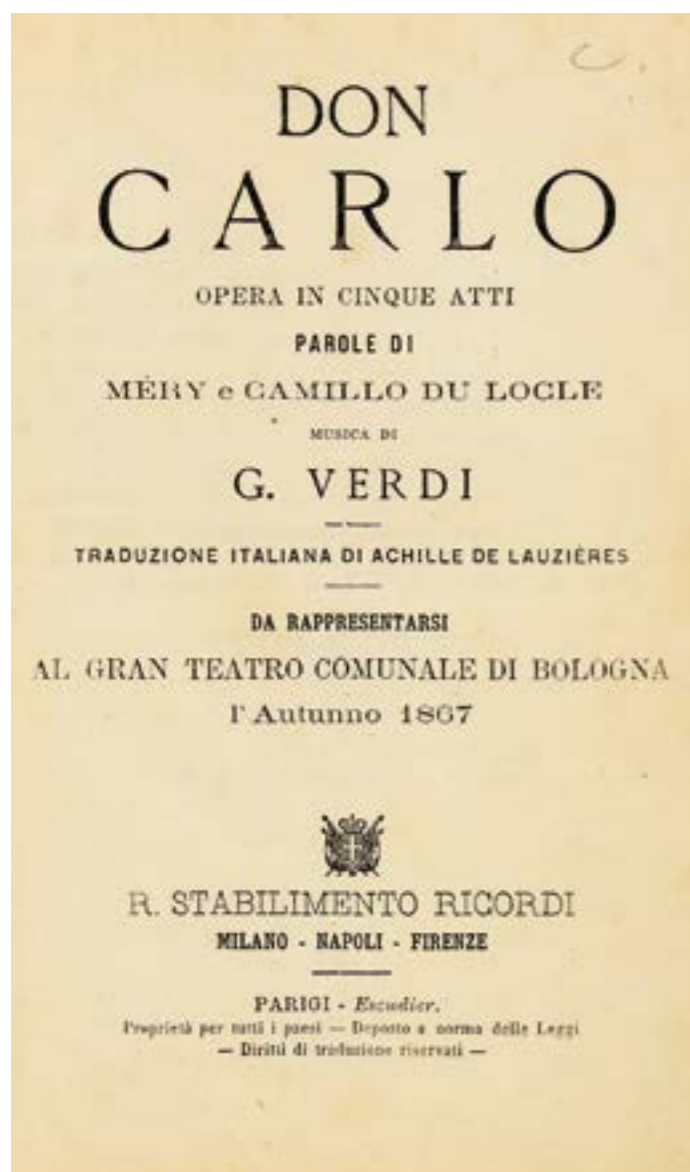 DON
CARLO
OPERA IN CINQUE ATTI
PAROLE DI
MÉRY e CAMILLO DU LOCLE
MUSICA DI
G. VERDI
TRADUZIONE ITALIANA DI ACHILLE DE LAUZIÈRES
DA RAPPRESENTARSI
AL GRAN TEATRO COMUNALE DI BOLOGNA
l'Autunno 1867
R. STABILIMENTO RICORDI
MILANO - NAPOLI - FIRENZE
PARIGI - Escudier.
Proprietà per tutti i paesi — Deposto a norma delle Leggi
— Diritti di traduzione riservati —